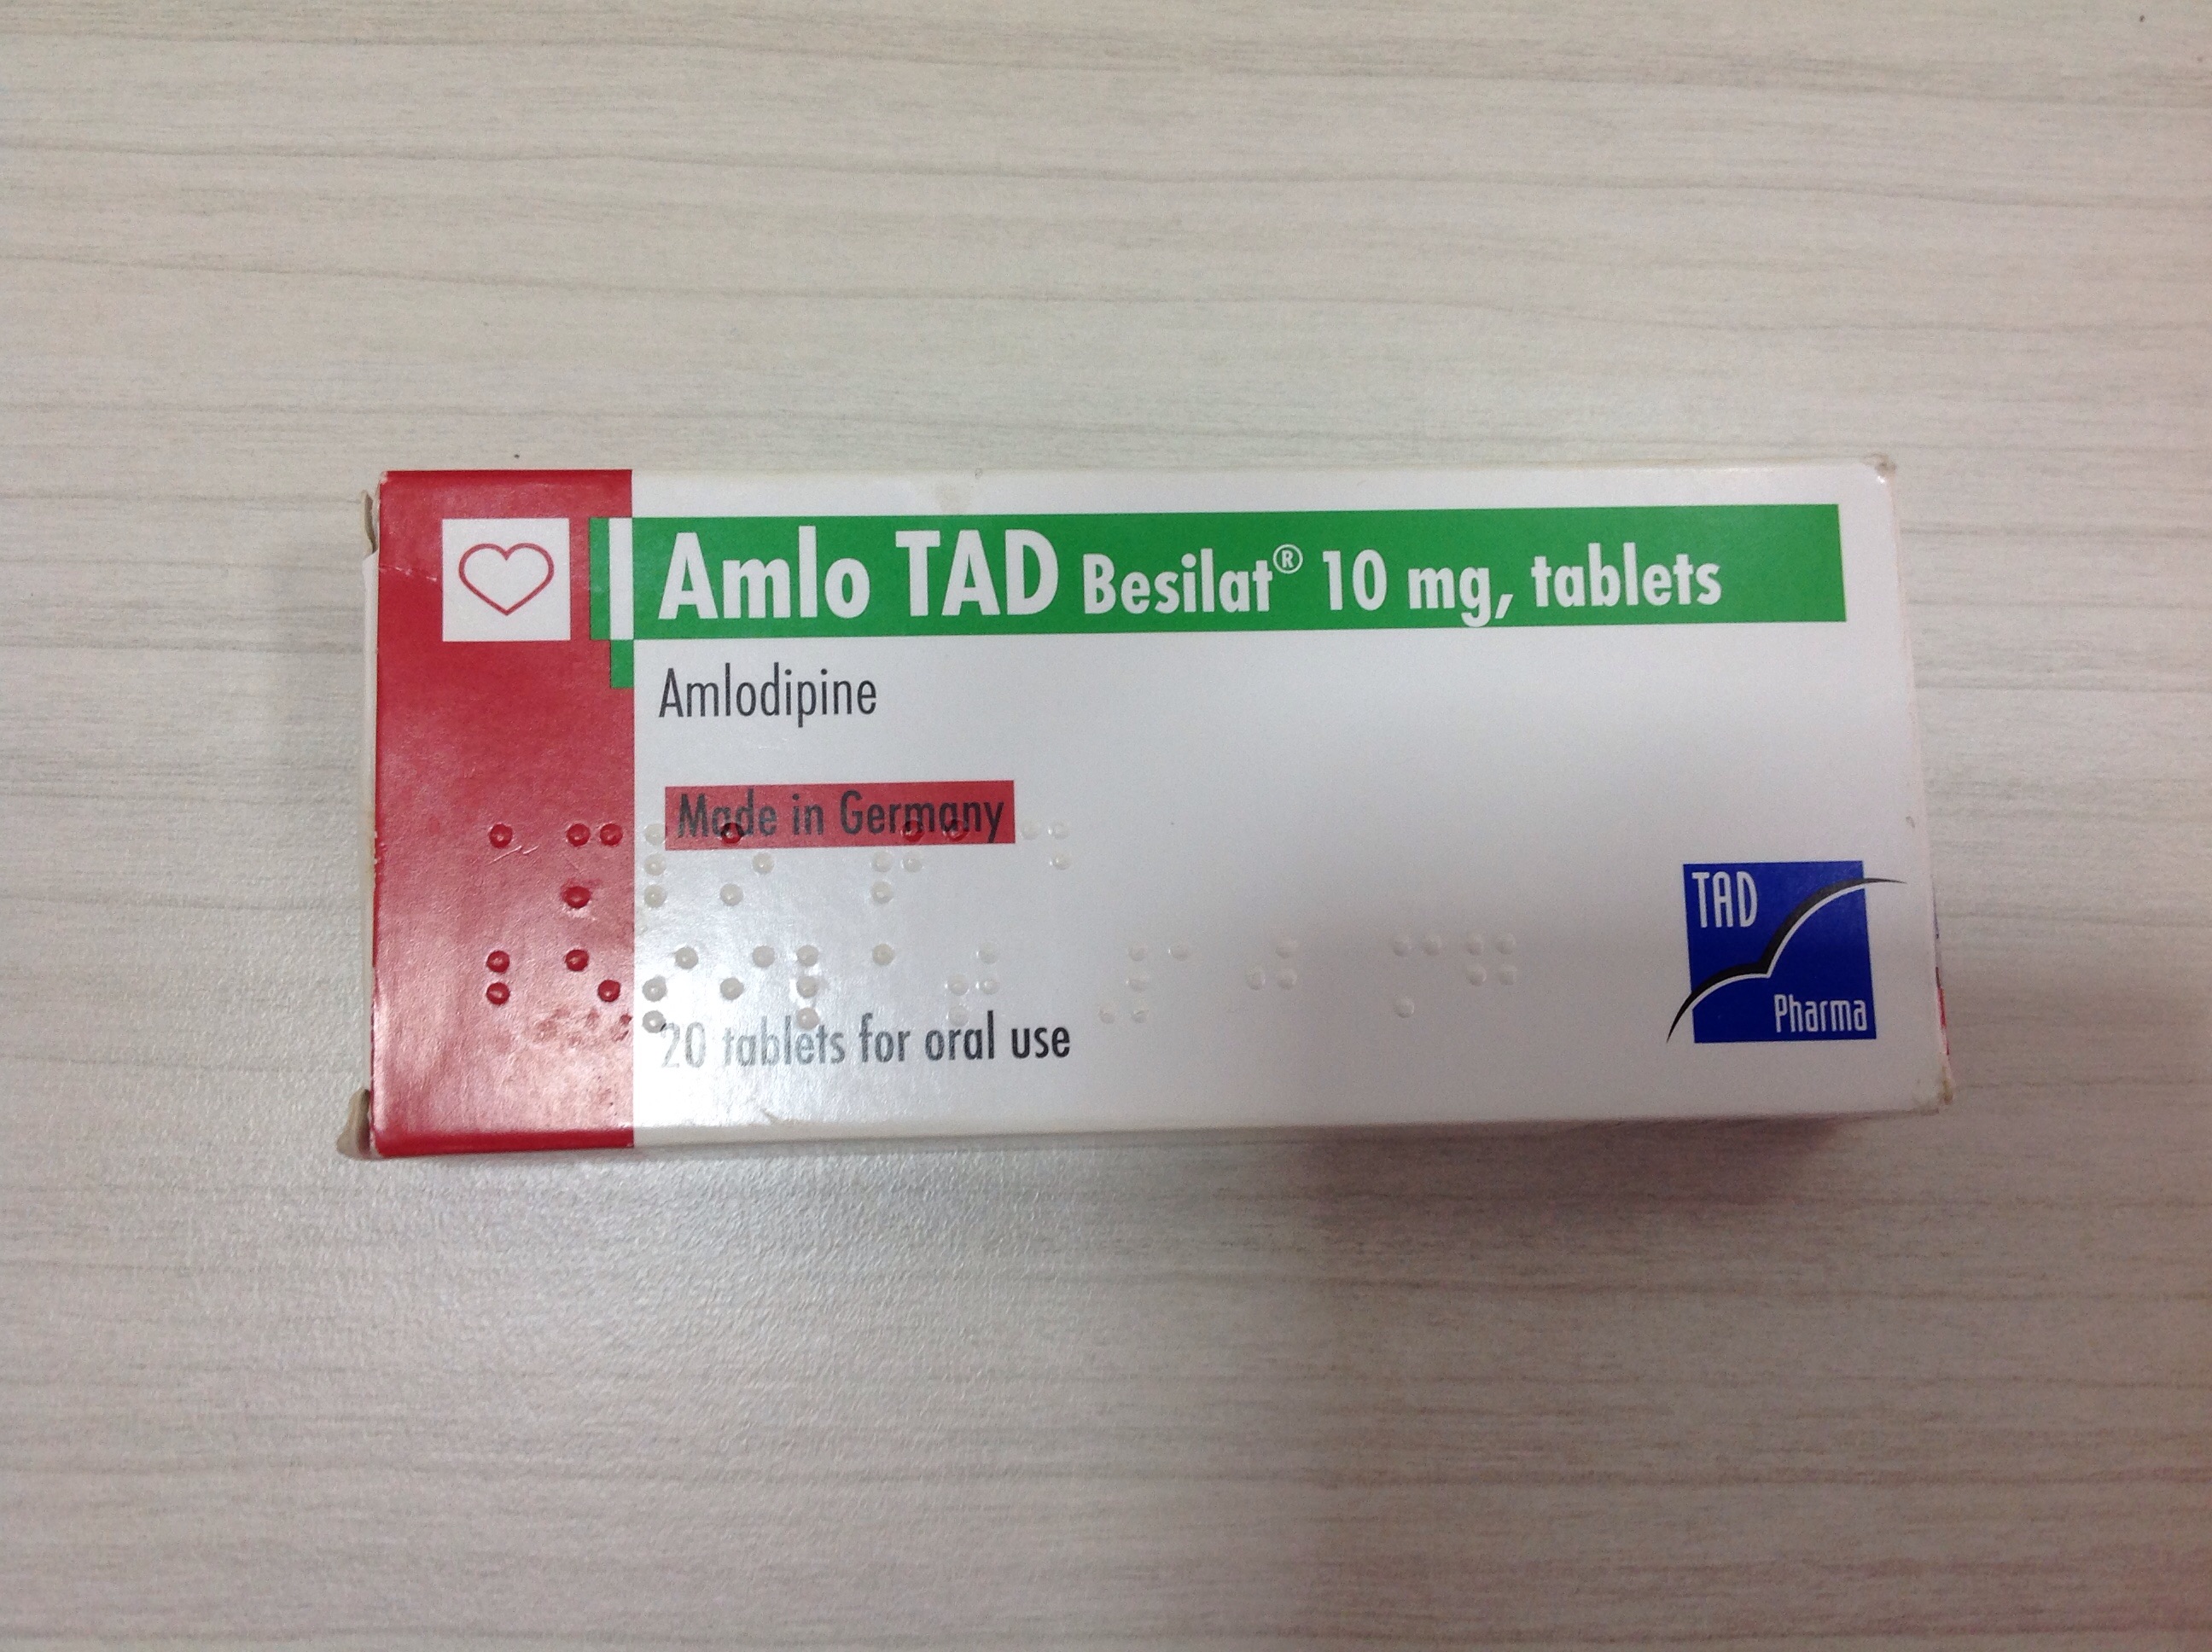 Amlo TAD Besilat® 10 mg, tablets
Amlodipine
Made in Germany
20 tablets for oral use
TAD
Pharma